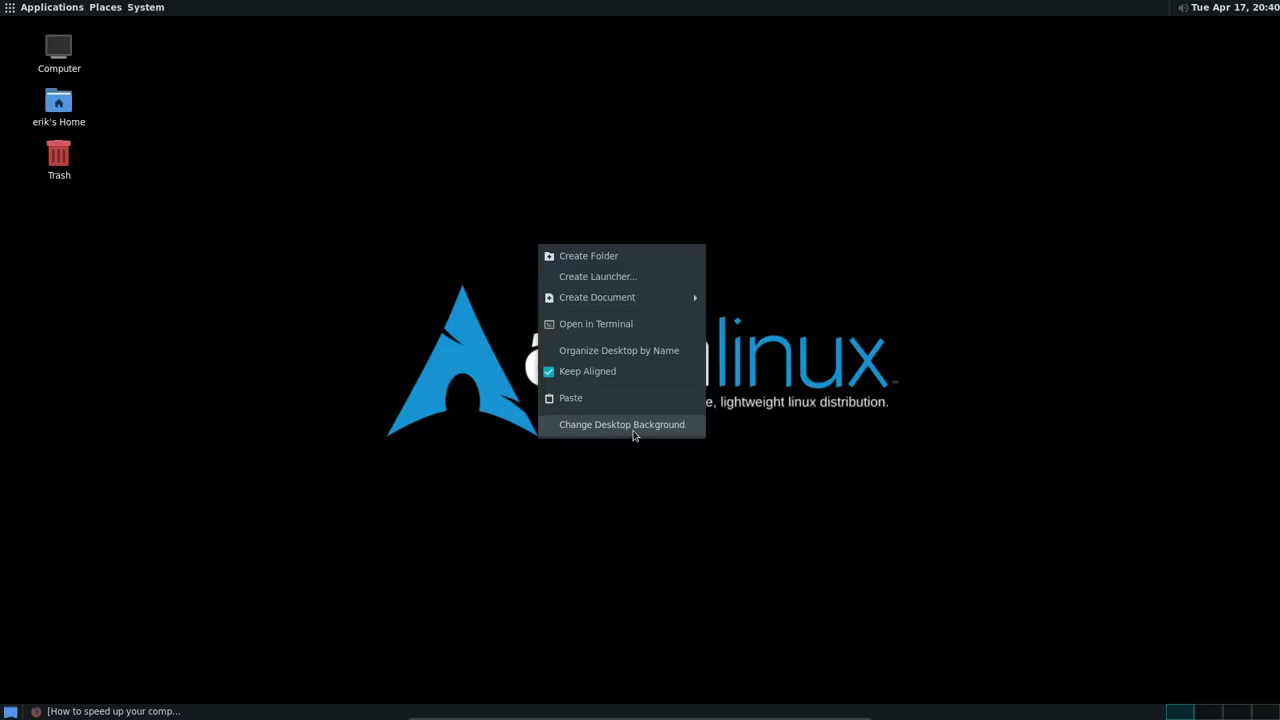 Applications Places System
Tue Apr 17, 20:40
Computer
erik's Home
Trash
Create Folder
Create Launcher...
Create Document
Open in Terminal
Organize Desktop by Name
Keep Aligned
Paste
Change Desktop Background
linux
™
e, lightweight linux distribution.
[How to speed up your comp...